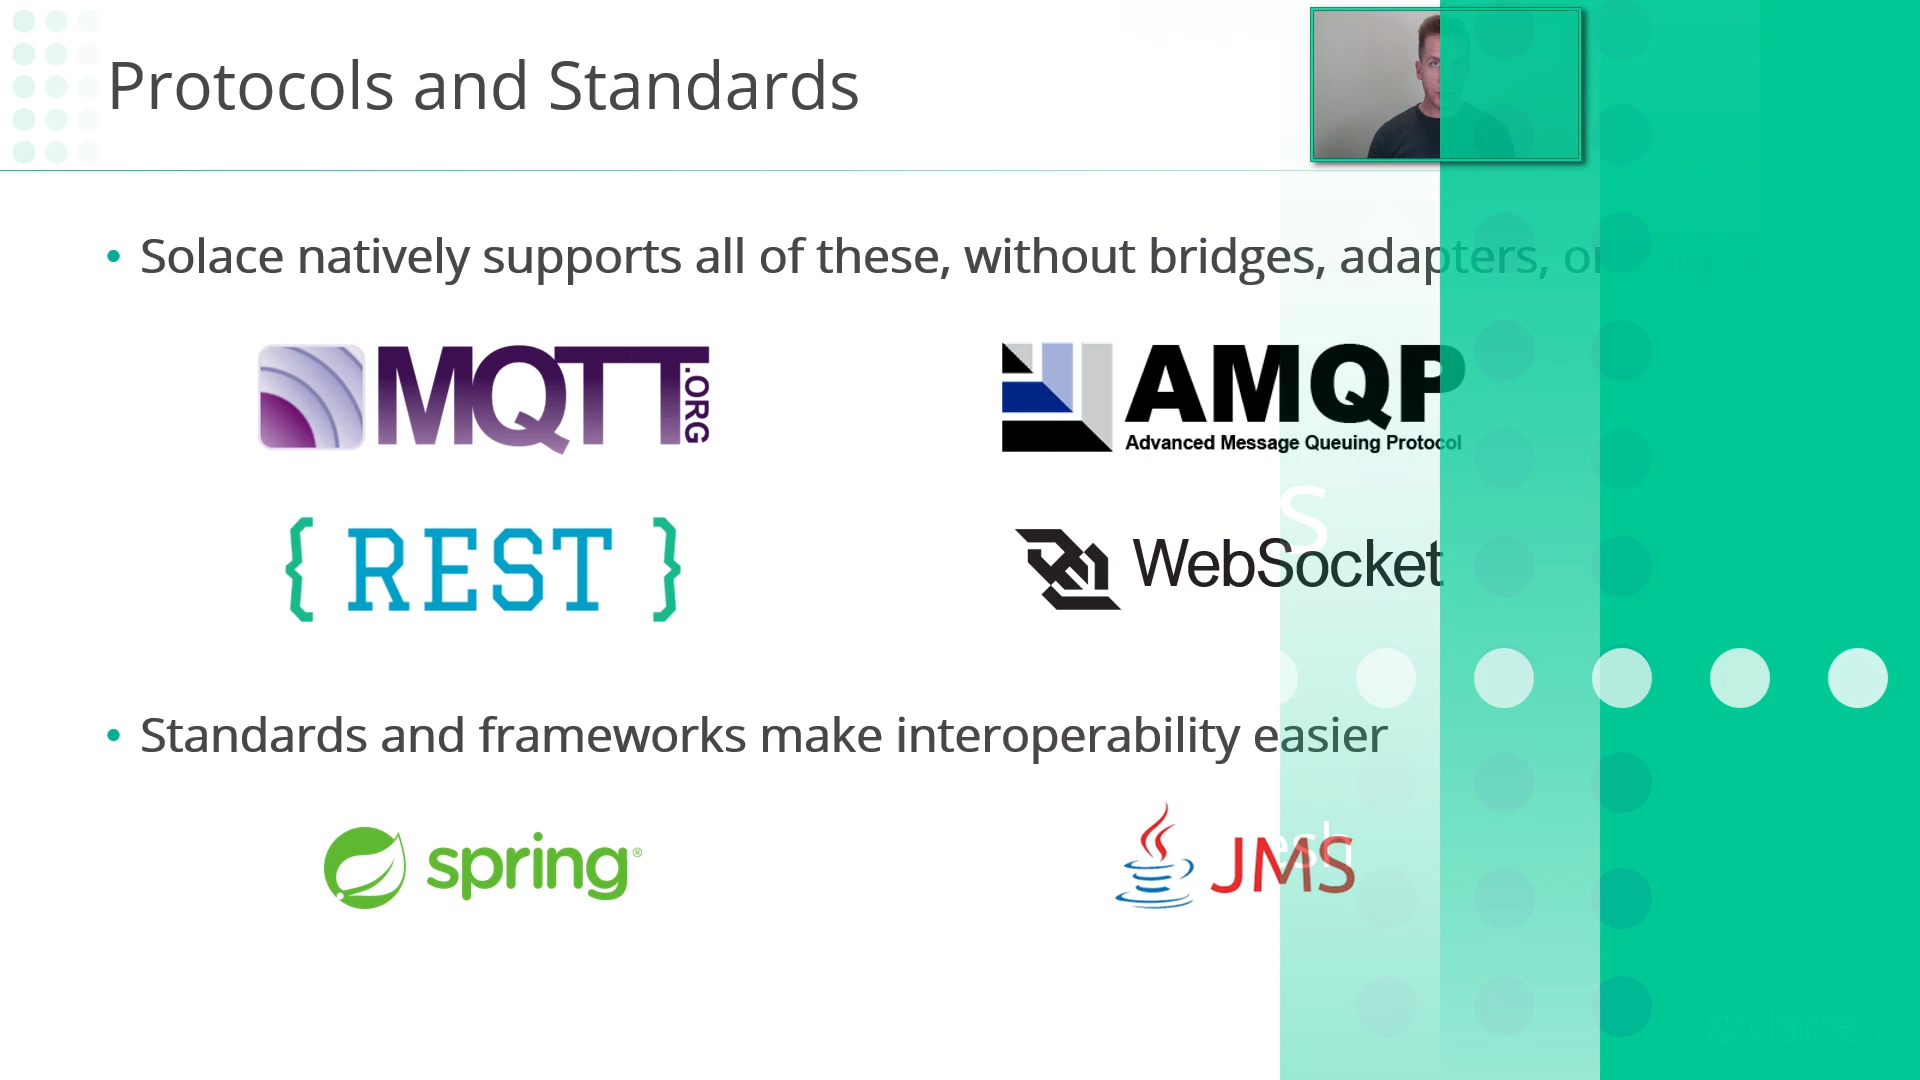 Protocols and Standards
Solace natively supports all of these, without bridges, adapters, or
MQTT.ORG
AMQP
Advanced Message Queuing Protocol
{ REST }
WebSocket
Standards and frameworks make interoperability easier
spring®
JMS
solace